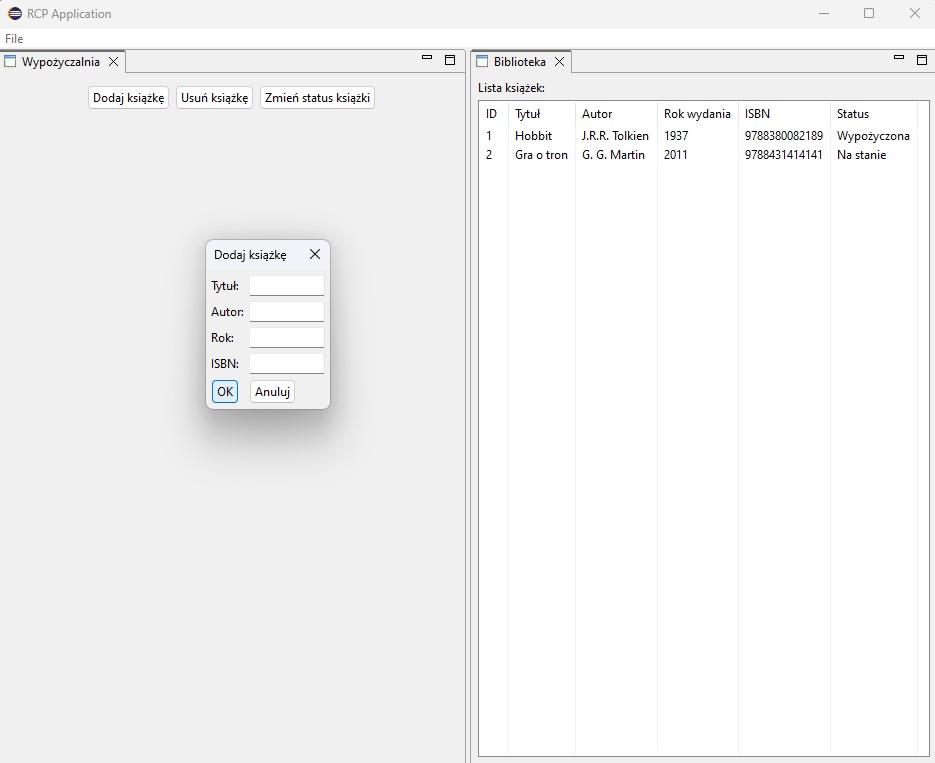 RCP Application
File
Wypożyczalnia
Dodaj książkę Usuń książkę Zmień status książki
Dodaj książkę
Tytuł:
Autor:
Rok:
ISBN:
OK Anuluj
Biblioteka
Lista książek:
ID Tytuł Autor Rok wydania ISBN Status
1 Hobbit J.R.R. Tolkien 1937 9788380082189 Wypożyczona
2 Gra o tron G. G. Martin 2011 9788431414141 Na stanie